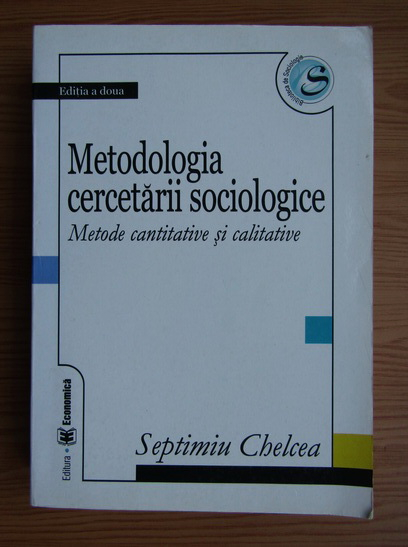 Biblioteca de Sociologie
S
Ediția a doua
Metodologia
cercetării sociologice
Metode cantitative și calitative
Editura • Economică
Septimiu Chelcea